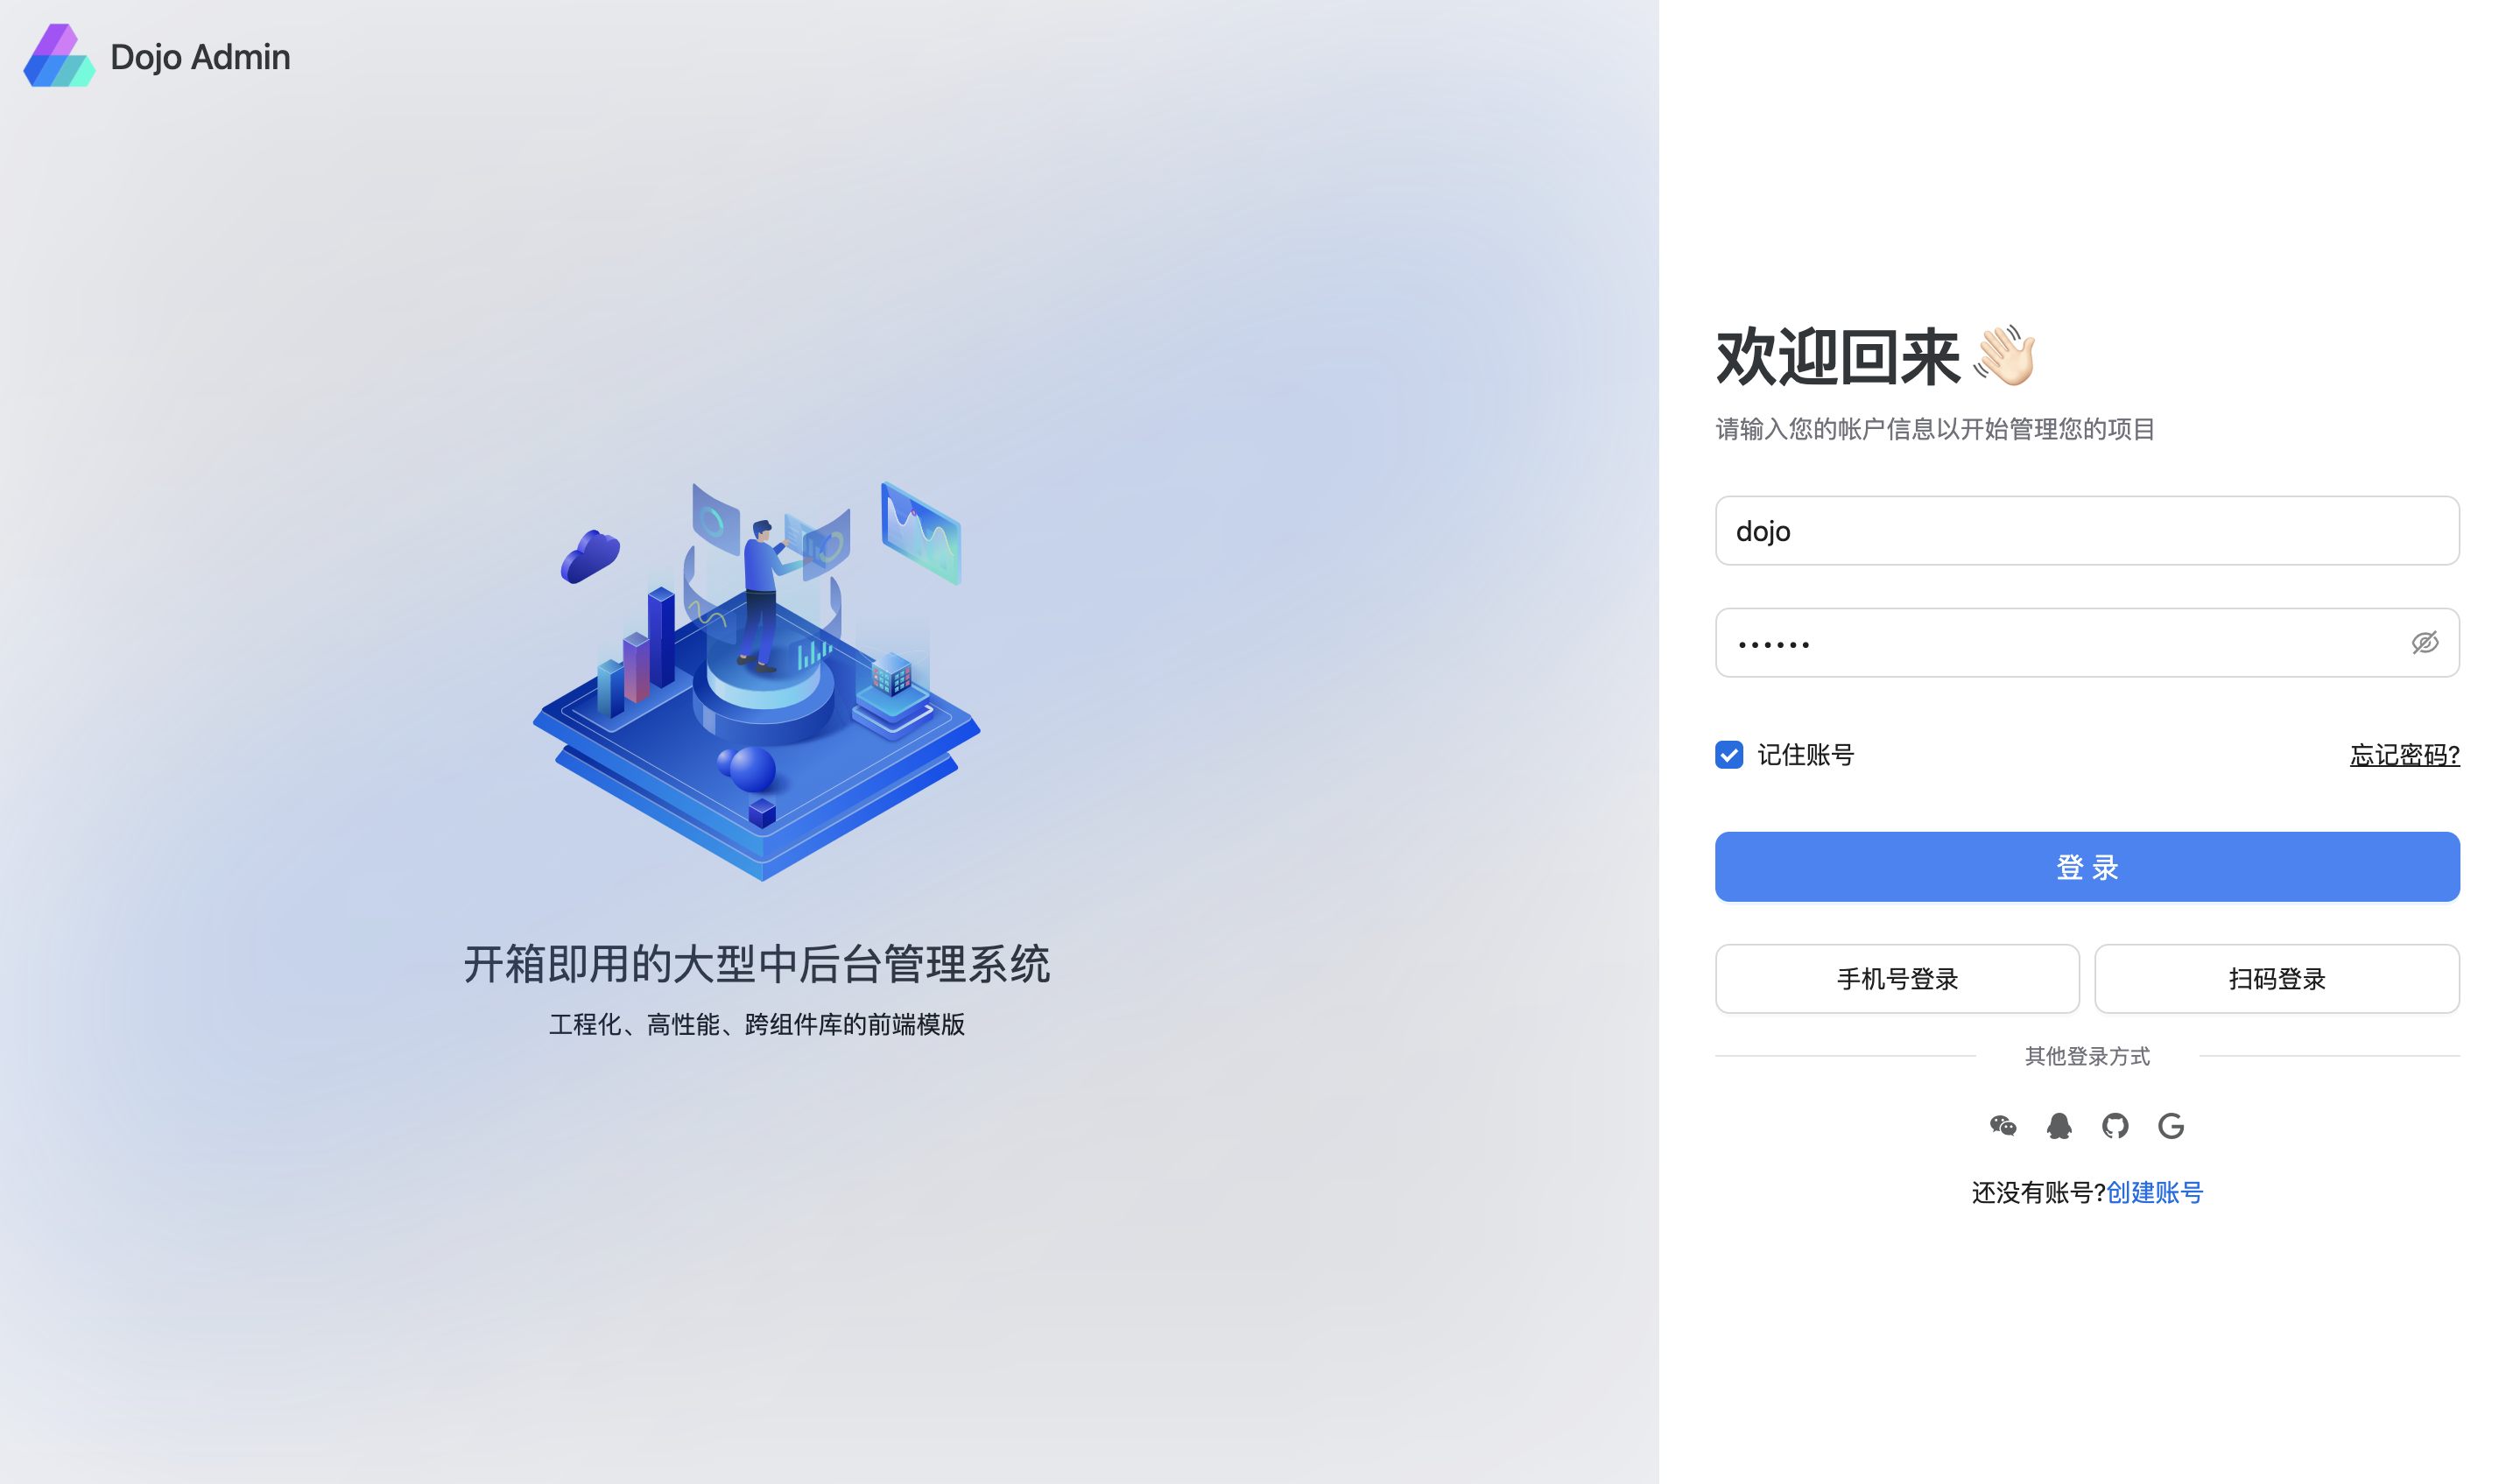 Dojo Admin
开箱即用的大型中后台管理系统
工程化、高性能、跨组件库的前端模版
欢迎回来 👋🏻
请输入您的帐户信息以开始管理您的项目
dojo
••••••
记住账号
忘记密码?
登 录
手机号登录
扫码登录
其他登录方式
还没有账号?创建账号